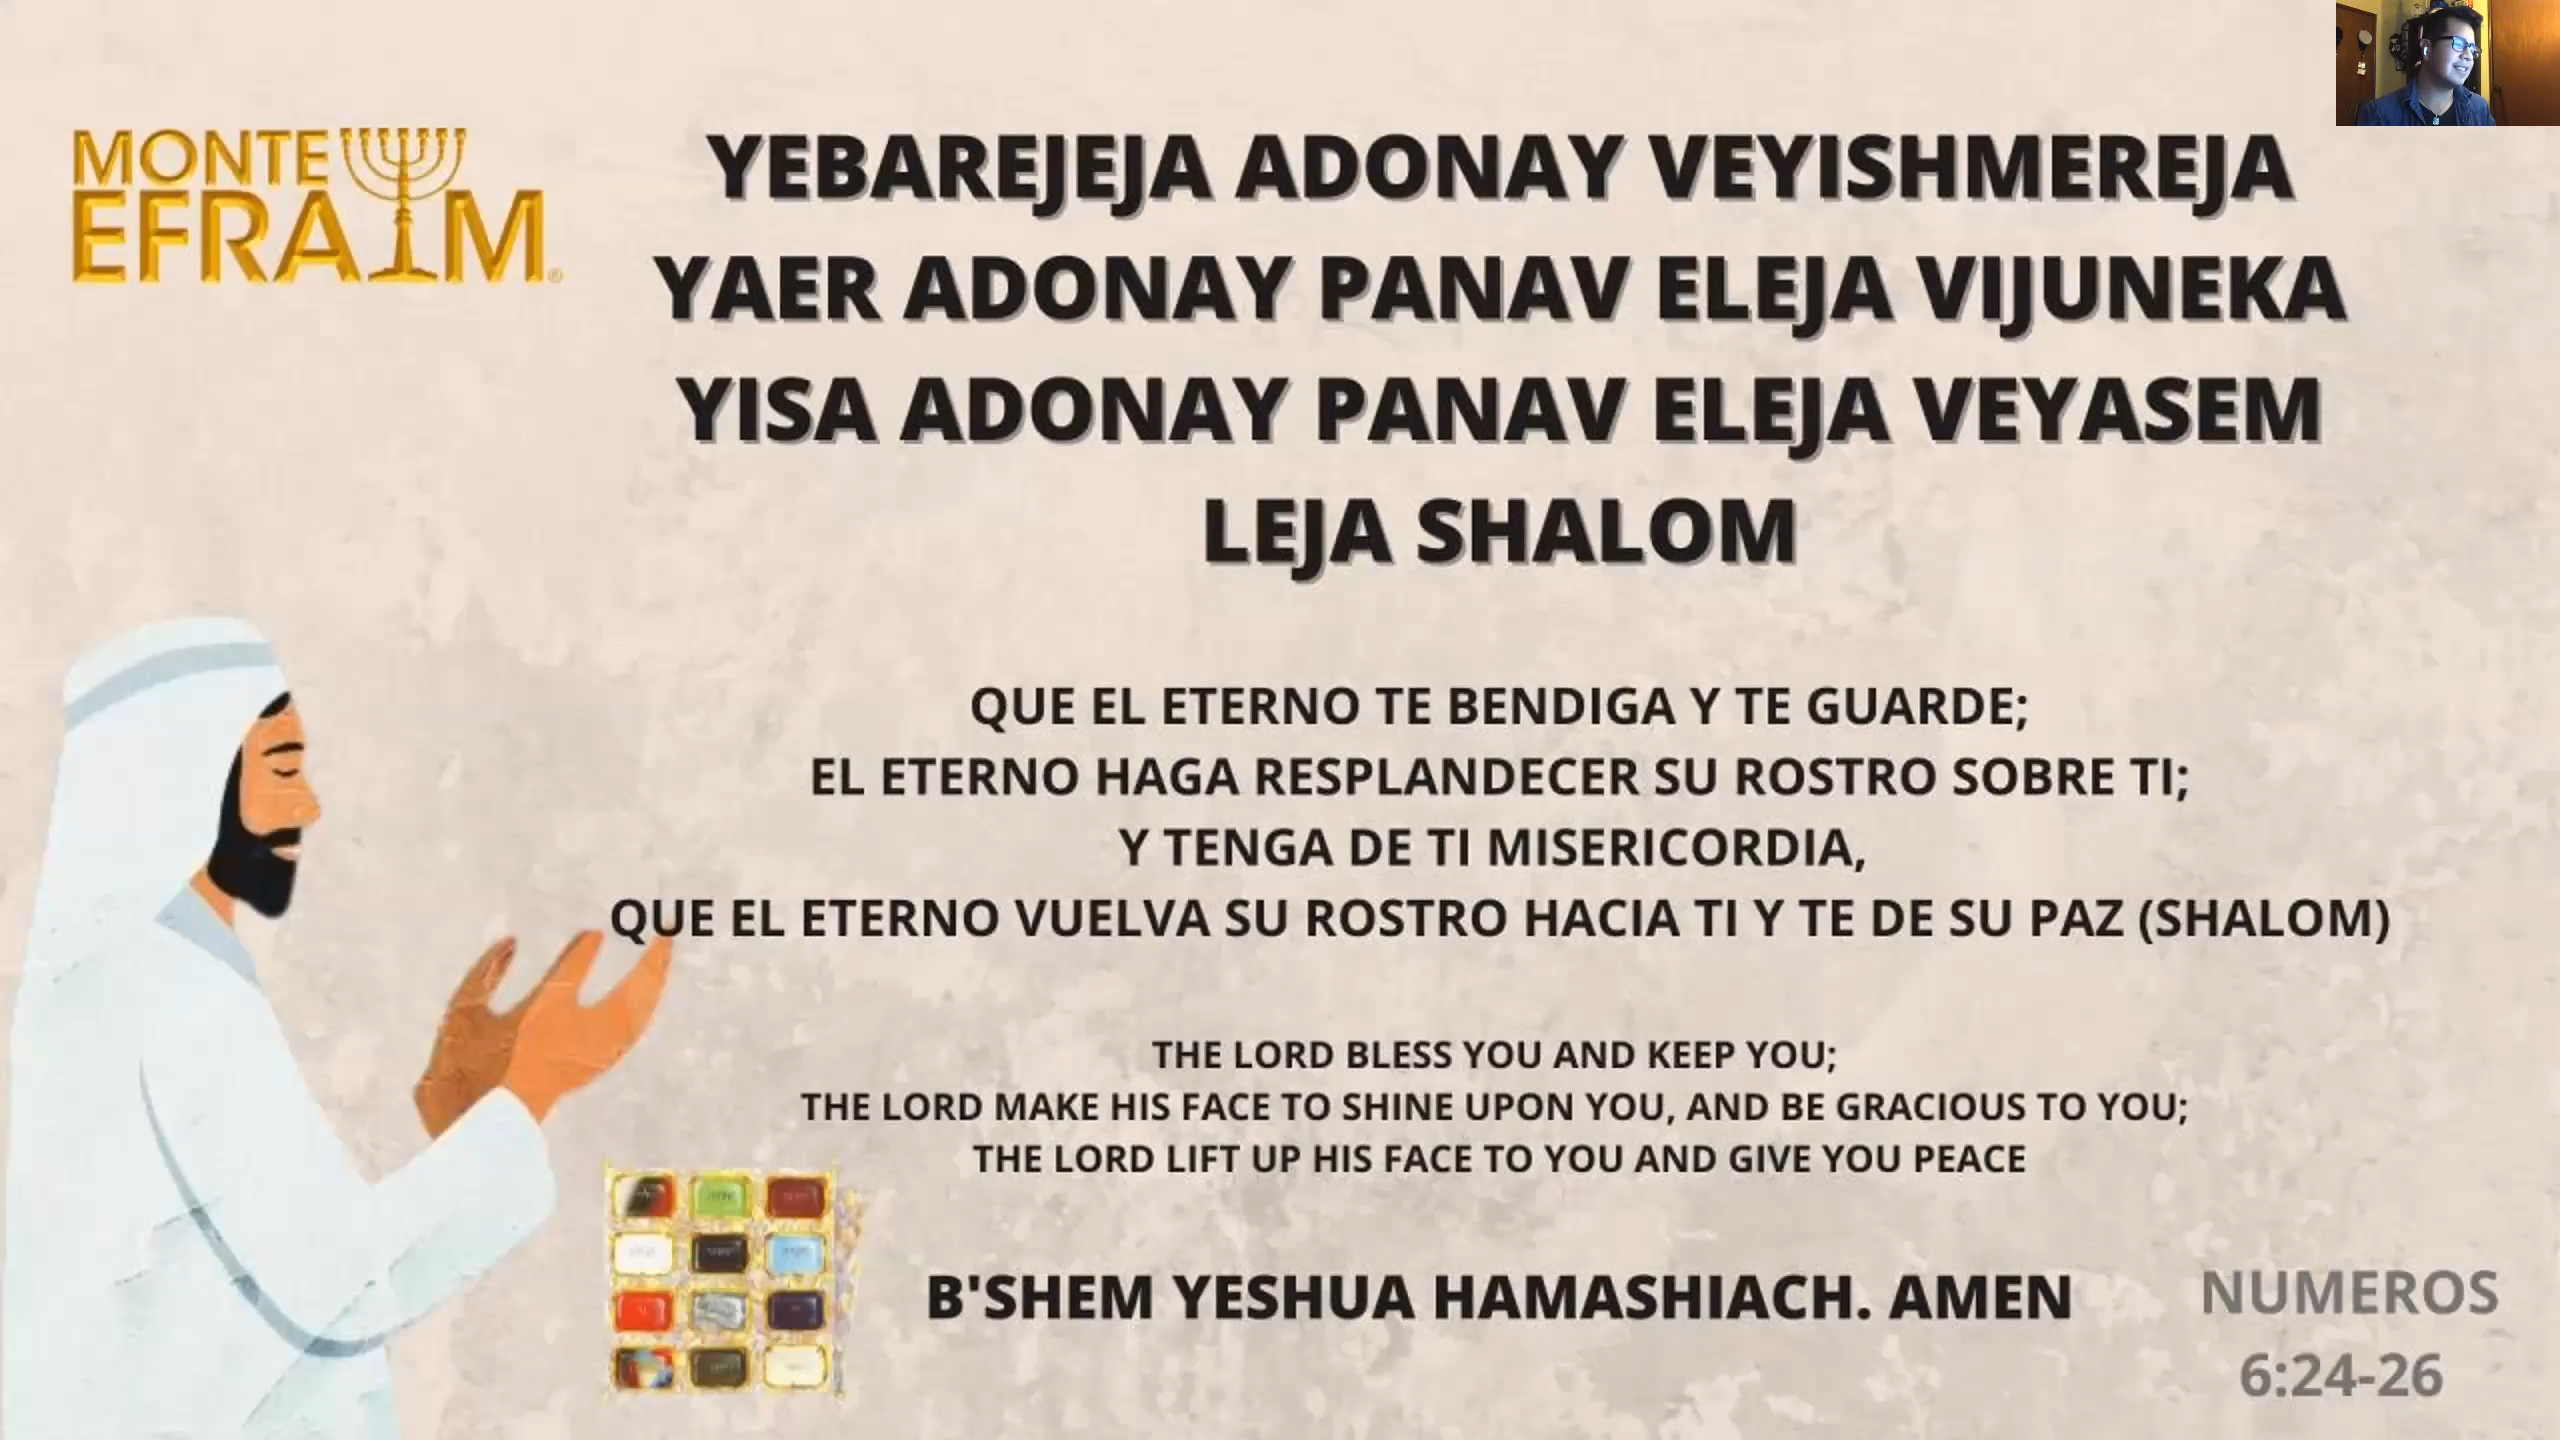 MONTE
EFRAIM
YEBAREJEJA ADONAY VEYISHMEREJA
YAER ADONAY PANAV ELEJA VIJUNEKA
YISA ADONAY PANAV ELEJA VEYASEM
LEJA SHALOM
QUE EL ETERNO TE BENDIGA Y TE GUARDE;
EL ETERNO HAGA RESPLANDECER SU ROSTRO SOBRE TI;
Y TENGA DE TI MISERICORDIA,
QUE EL ETERNO VUELVA SU ROSTRO HACIA TI Y TE DE SU PAZ (SHALOM)
THE LORD BLESS YOU AND KEEP YOU;
THE LORD MAKE HIS FACE TO SHINE UPON YOU, AND BE GRACIOUS TO YOU;
THE LORD LIFT UP HIS FACE TO YOU AND GIVE YOU PEACE
B'SHEM YESHUA HAMASHIACH. AMEN
NUMEROS
6:24-26